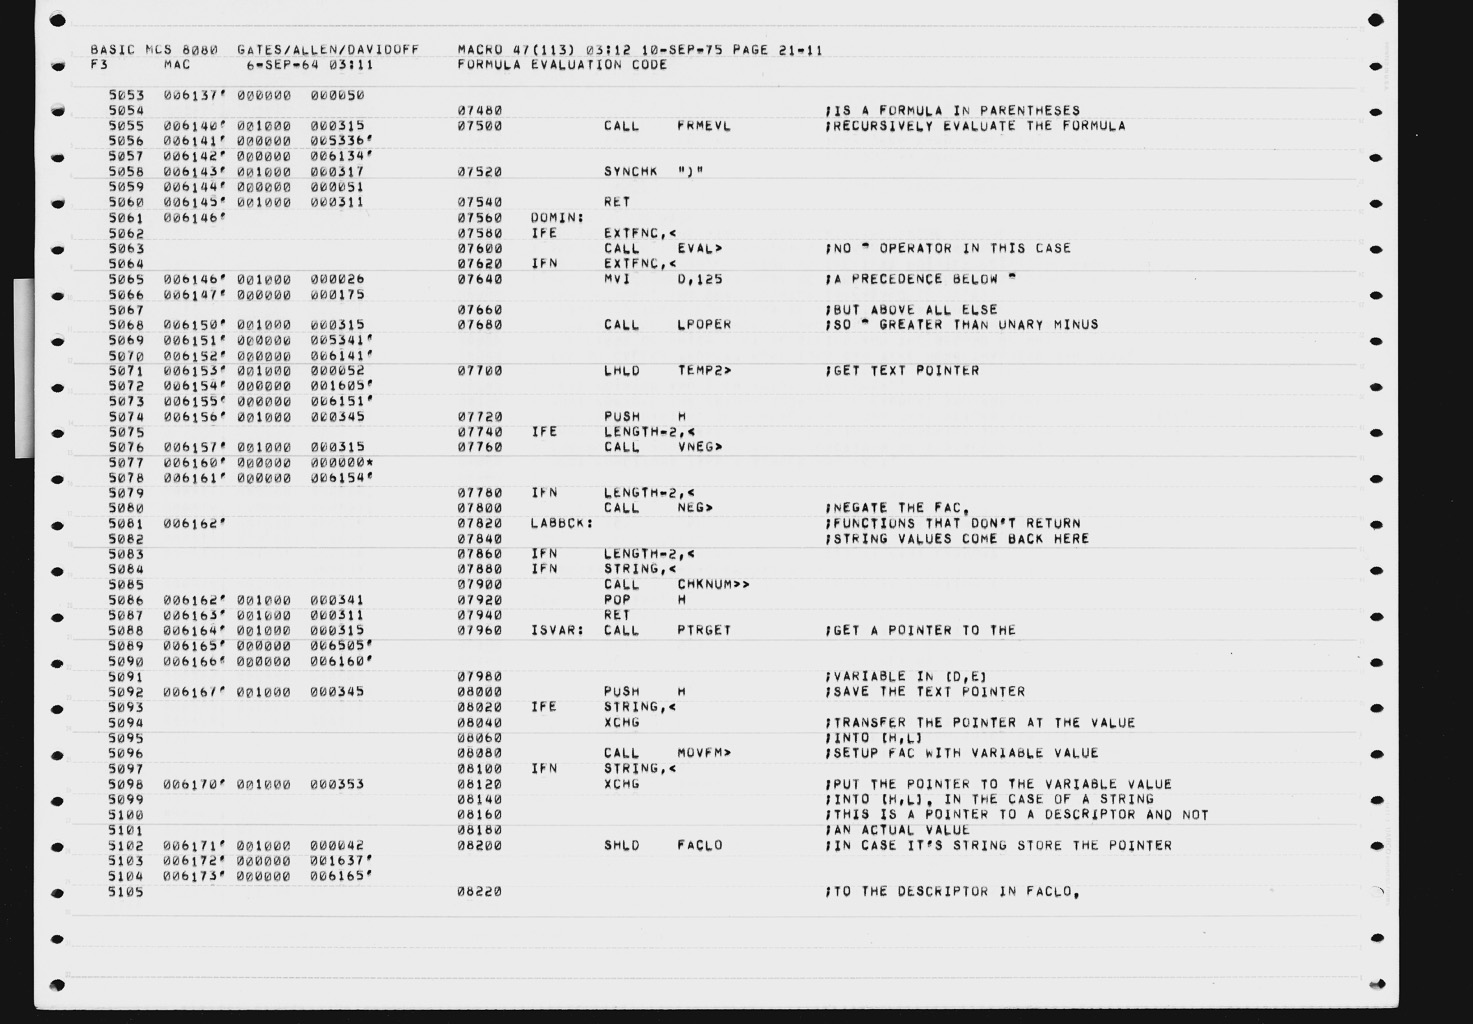 BASIC MCS 8080 GATES/ALLEN/DAVIDOFF MACRO 47(113) 03:12 10-SEP-75 PAGE 21-11
F3 MAC 6-SEP-64 03:11 FORMULA EVALUATION CODE
5053 006137' 000000 000050
5054 07480 ;IS A FORMULA IN PARENTHESES
5055 006140' 001000 000315 07500 CALL FRMEVL ;RECURSIVELY EVALUATE THE FORMULA
5056 006141' 000000 005336'
5057 006142' 000000 006134'
5058 006143' 001000 000317 07520 SYNCHK ")"
5059 006144' 000000 000051
5060 006145' 001000 000311 07540 RET
5061 006146' 07560 DOMIN:
5062 07580 IFE EXTFNC,<
5063 07600 CALL EVAL> ;NO ^ OPERATOR IN THIS CASE
5064 07620 IFN EXTFNC,<
5065 006146' 001000 000026 07640 MVI D,125 ;A PRECEDENCE BELOW ^
5066 006147' 000000 000175
5067 07660 ;BUT ABOVE ALL ELSE
5068 006150' 001000 000315 07680 CALL LPOPER ;SO ^ GREATER THAN UNARY MINUS
5069 006151' 000000 005341'
5070 006152' 000000 006141'
5071 006153' 001000 000052 07700 LHLD TEMP2> ;GET TEXT POINTER
5072 006154' 000000 001605'
5073 006155' 000000 006151'
5074 006156' 001000 000345 07720 PUSH H
5075 07740 IFE LENGTH-2,<
5076 006157' 001000 000315 07760 CALL VNEG>
5077 006160' 000000 000000*
5078 006161' 000000 006154'
5079 07780 IFN LENGTH-2,<
5080 07800 CALL NEG> ;NEGATE THE FAC.
5081 006162' 07820 LABBCK: ;FUNCTIONS THAT DON'T RETURN
5082 07840 ;STRING VALUES COME BACK HERE
5083 07860 IFN LENGTH-2,<
5084 07880 IFN STRING,<
5085 07900 CALL CHKNUM>>
5086 006162' 001000 000341 07920 POP H
5087 006163' 001000 000311 07940 RET
5088 006164' 001000 000315 07960 ISVAR: CALL PTRGET ;GET A POINTER TO THE
5089 006165' 000000 006505'
5090 006166' 000000 006160'
5091 07980 ;VARIABLE IN [D,E]
5092 006167' 001000 000345 08000 PUSH H ;SAVE THE TEXT POINTER
5093 08020 IFE STRING,<
5094 08040 XCHG ;TRANSFER THE POINTER AT THE VALUE
5095 08060 ;INTO [H,L]
5096 08080 CALL MOVFM> ;SETUP FAC WITH VARIABLE VALUE
5097 08100 IFN STRING,<
5098 006170' 001000 000353 08120 XCHG ;PUT THE POINTER TO THE VARIABLE VALUE
5099 08140 ;INTO [H,L]. IN THE CASE OF A STRING
5100 08160 ;THIS IS A POINTER TO A DESCRIPTOR AND NOT
5101 08180 ;AN ACTUAL VALUE
5102 006171' 001000 000042 08200 SHLD FACLO ;IN CASE IT'S STRING STORE THE POINTER
5103 006172' 000000 001637'
5104 006173' 000000 006165'
5105 08220 ;TO THE DESCRIPTOR IN FACLO.